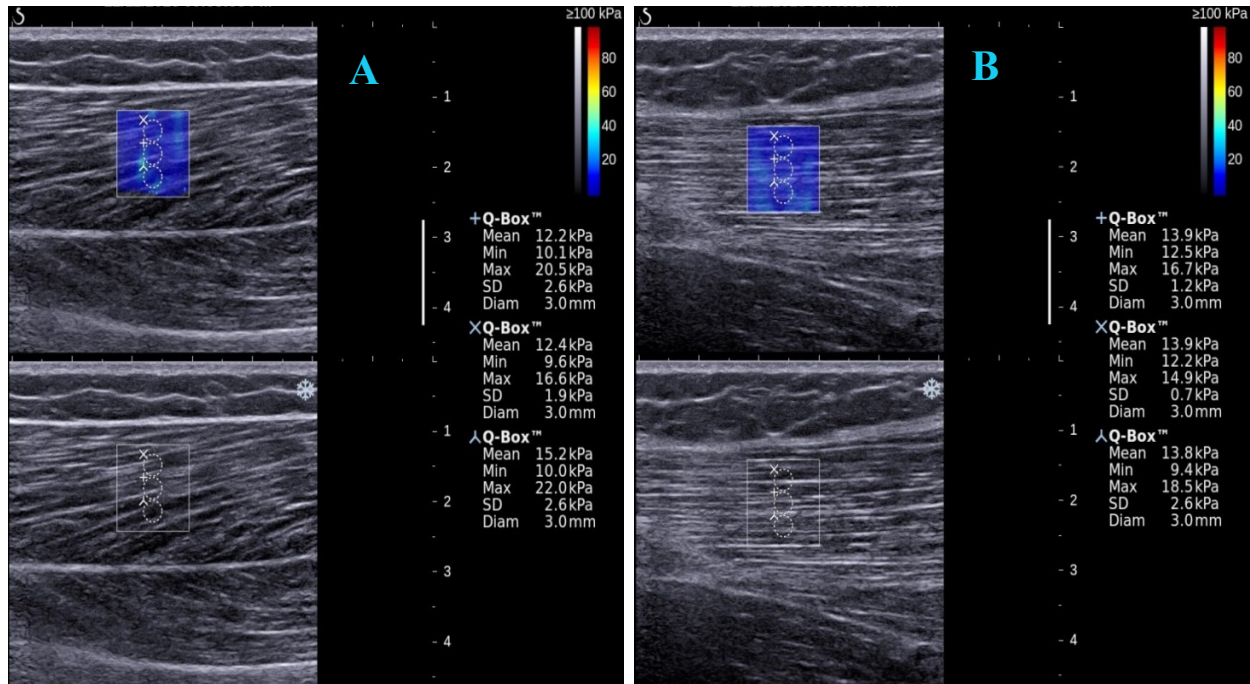 ≥100 kPa
A
80
60
40
20
1
2
3
4
+Q-Box™
Mean 12.2kPa
Min 10.1kPa
Max 20.5kPa
SD 2.6kPa
Diam 3.0mm
×Q-Box™
Mean 12.4kPa
Min 9.6kPa
Max 16.6kPa
SD 1.9kPa
Diam 3.0mm
⅄Q-Box™
Mean 15.2kPa
Min 10.0kPa
Max 22.0kPa
SD 2.6kPa
Diam 3.0mm
1
2
3
4
≥100 kPa
B
80
60
40
20
1
2
3
4
+Q-Box™
Mean 13.9kPa
Min 12.5kPa
Max 16.7kPa
SD 1.2kPa
Diam 3.0mm
×Q-Box™
Mean 13.9kPa
Min 12.2kPa
Max 14.9kPa
SD 0.7kPa
Diam 3.0mm
⅄Q-Box™
Mean 13.8kPa
Min 9.4kPa
Max 18.5kPa
SD 2.6kPa
Diam 3.0mm
1
2
3
4